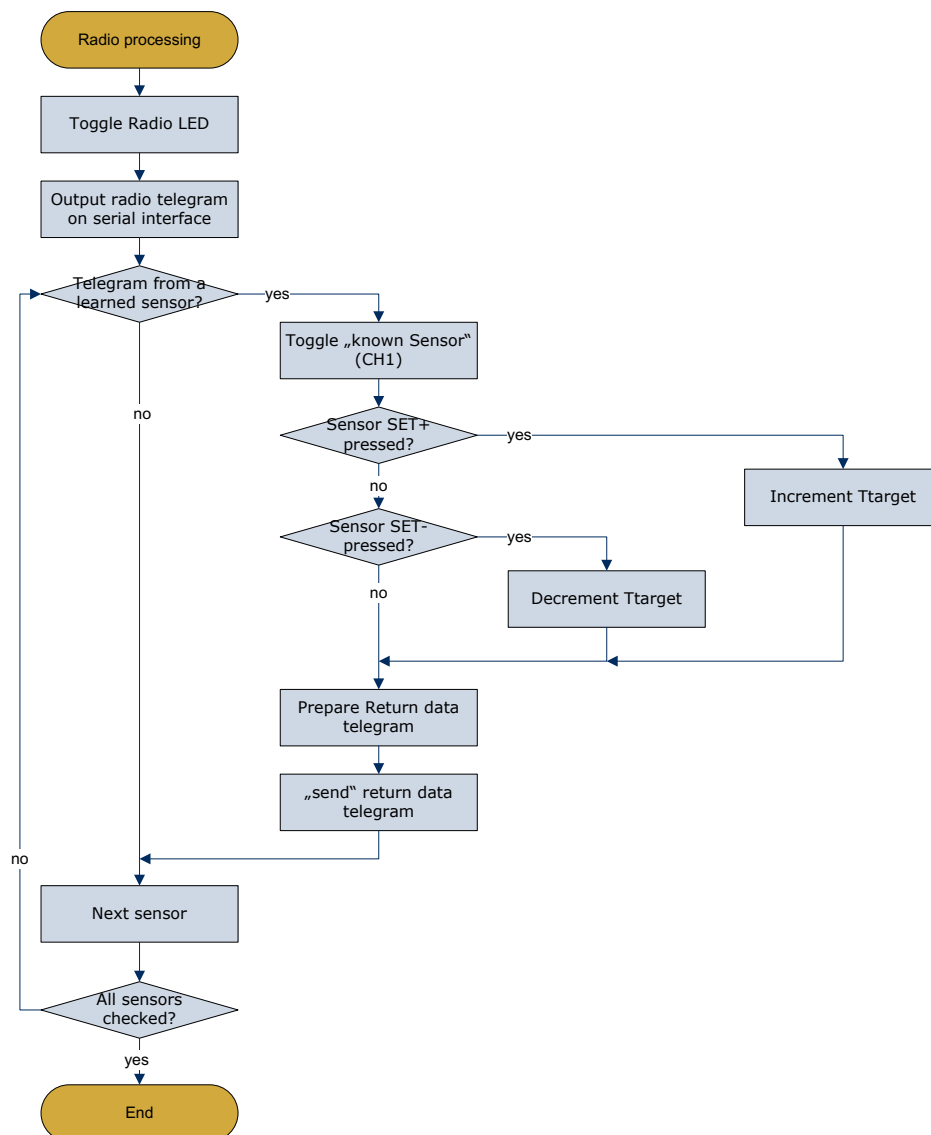 Radio processing
Toggle Radio LED
Output radio telegram
on serial interface
Telegram from a
learned sensor?
yes
Toggle „known Sensor“
(CH1)
no
Sensor SET+
pressed?
yes
no
Increment Ttarget
Sensor SET-
pressed?
yes
no
Decrement Ttarget
Prepare Return data
telegram
„send“ return data
telegram
no
Next sensor
All sensors
checked?
yes
End